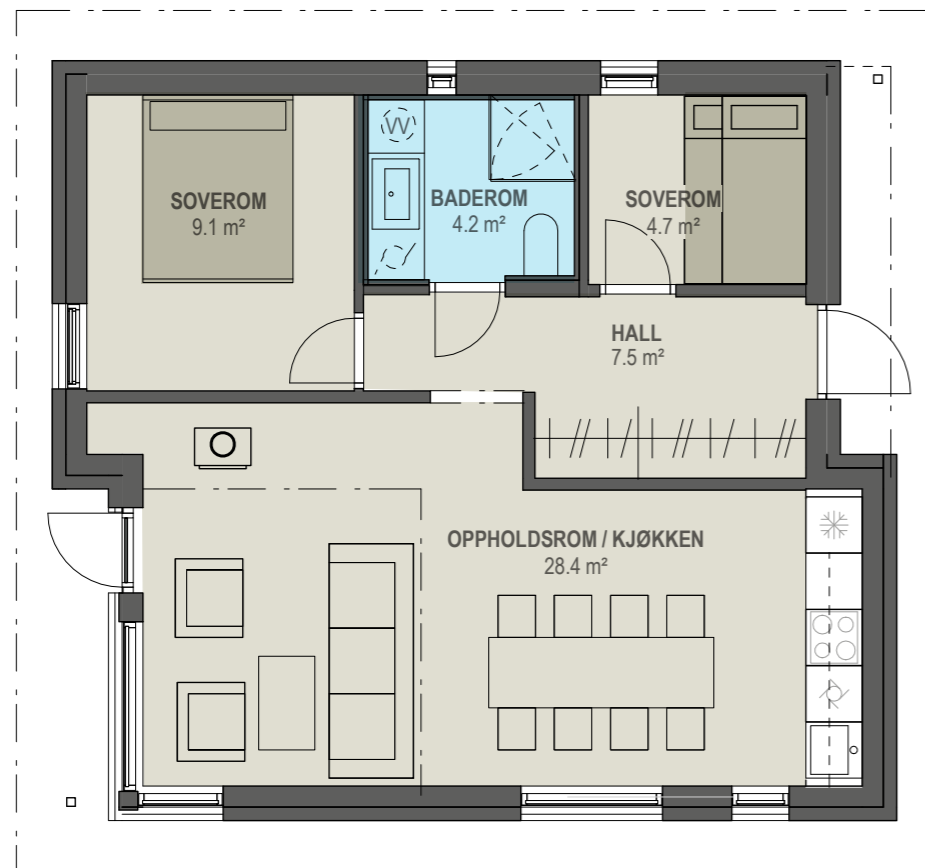 SOVEROM
9.1 m²
VV
BADEROM
4.2 m²
SOVEROM
4.7 m²
HALL
7.5 m²
OPPHOLDSROM / KJØKKEN
28.4 m²